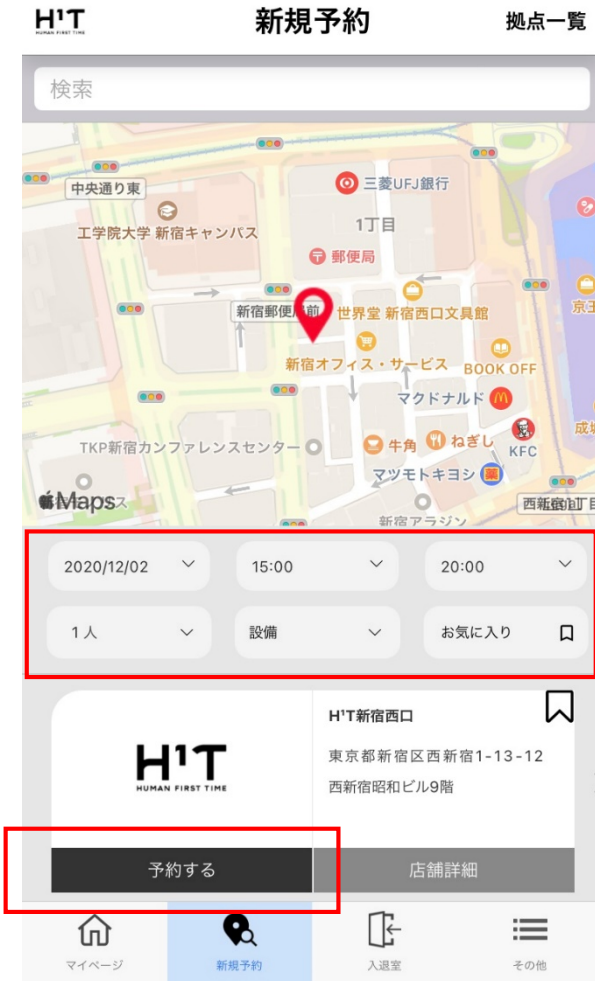 H¹T
HUMAN FIRST TIME
新規予約
拠点一覧
検索
中央通り東
三菱UFJ銀行
工学院大学 新宿キャンパス
1丁目
郵便局
新宿郵便局前
世界堂 新宿西口文具館
新宿オフィス・サービス
BOOK OFF
マクドナルド
TKP新宿カンファレンスセンター
牛角
ねぎし
KFC
マツモトキヨシ
薬
Maps
新宿アラジン
2020/12/02
15:00
20:00
1人
設備
お気に入り
H¹T新宿西口
東京都新宿区西新宿1-13-12
西新宿昭和ビル9階
H¹T
HUMAN FIRST TIME
予約する
店舗詳細
マイページ
新規予約
入退室
その他